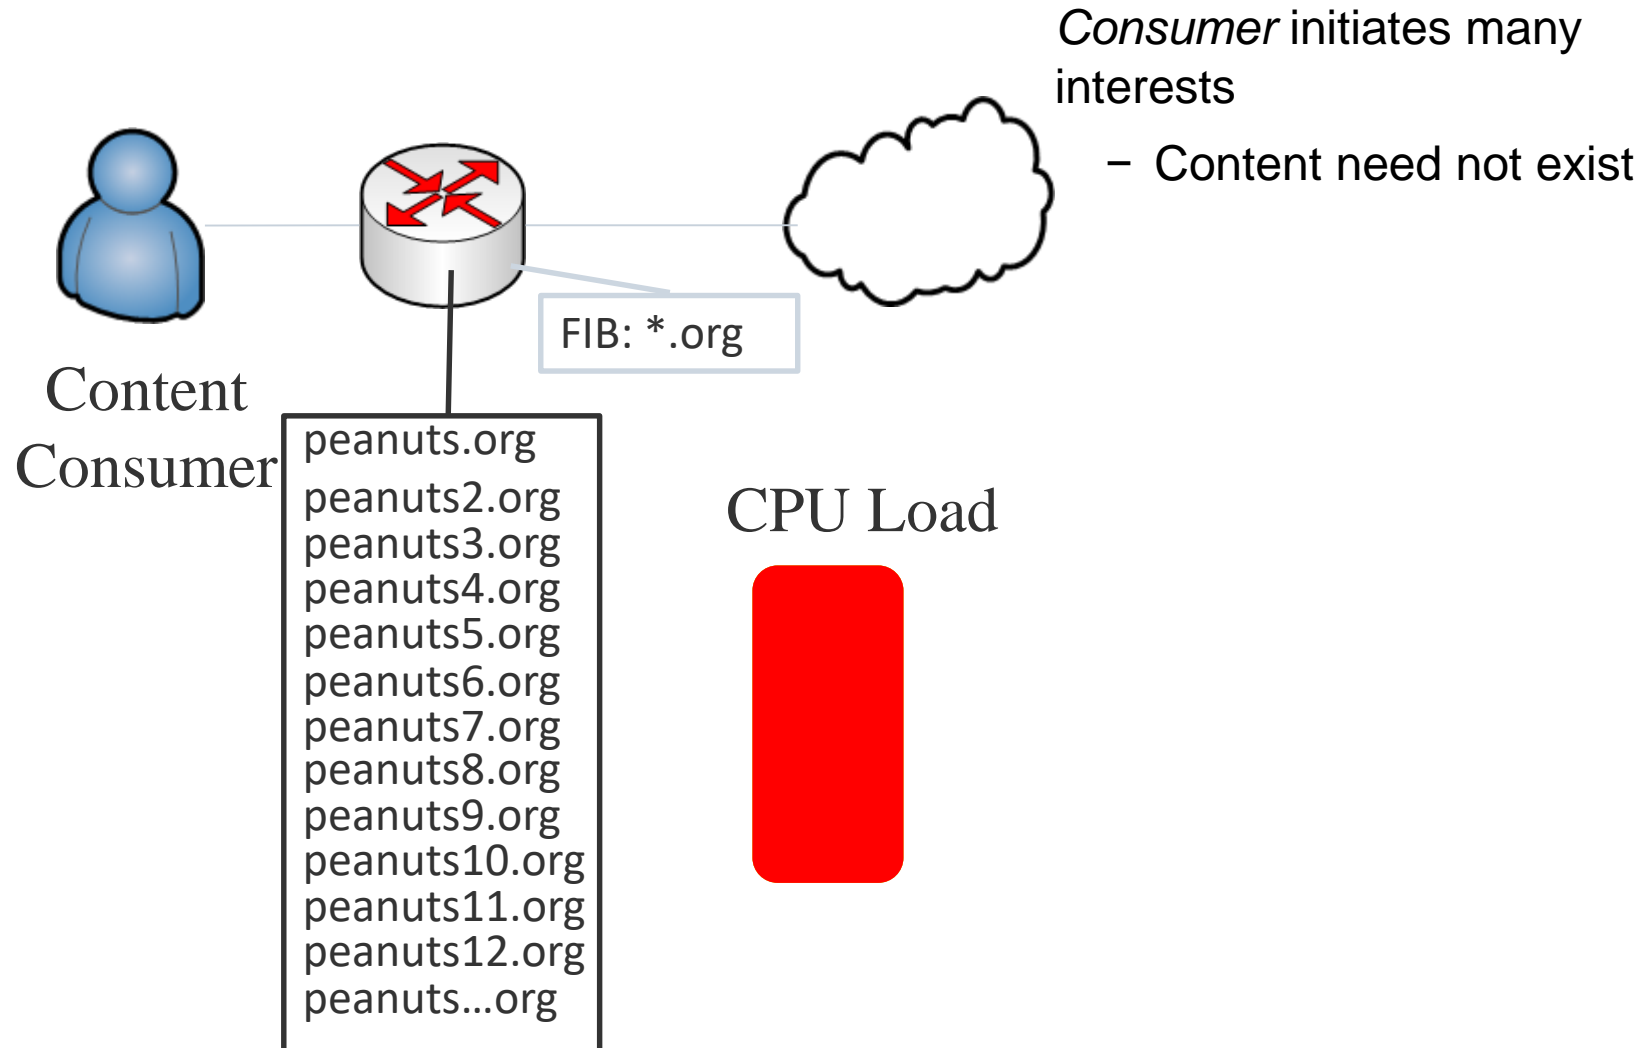 Consumer initiates many
interests
− Content need not exist
FIB: *.org
Content
Consumer
peanuts.org
peanuts2.org
peanuts3.org
peanuts4.org
peanuts5.org
peanuts6.org
peanuts7.org
peanuts8.org
peanuts9.org
peanuts10.org
peanuts11.org
peanuts12.org
peanuts...org
CPU Load